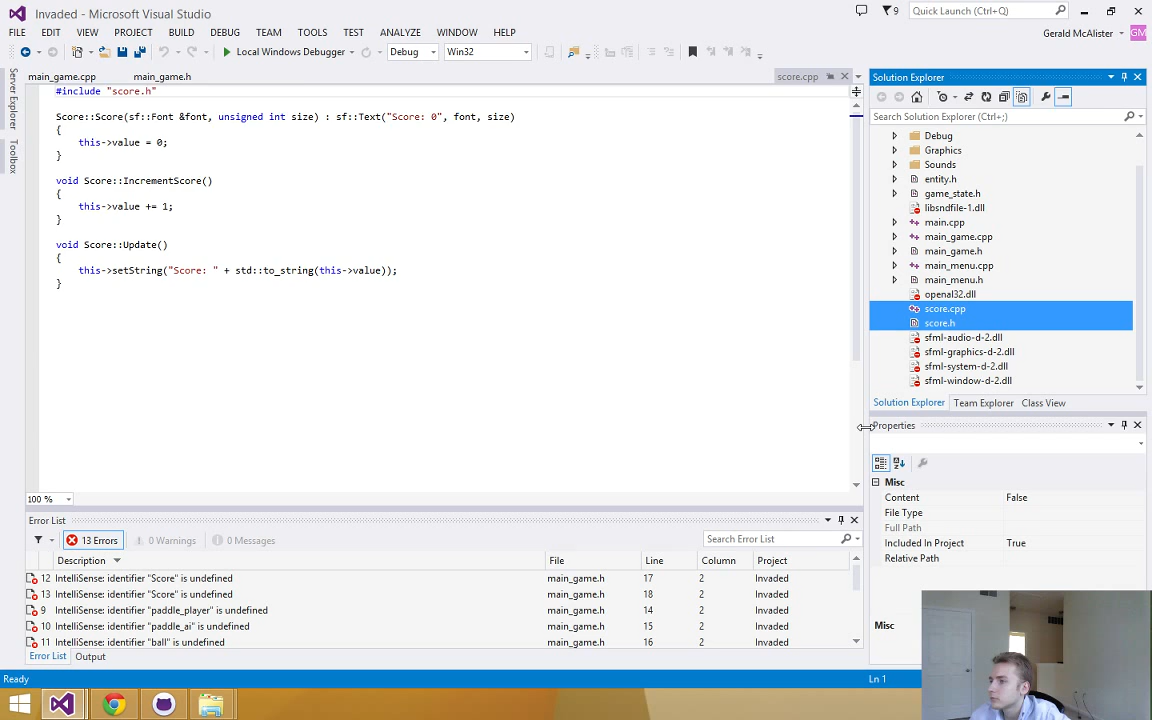 Invaded - Microsoft Visual Studio
9
Quick Launch (Ctrl+Q)
FILE EDIT VIEW PROJECT BUILD DEBUG TEAM TOOLS TEST ANALYZE WINDOW HELP
Gerald McAlister
GM
Local Windows Debugger
Debug
Win32
Server Explorer
Toolbox
main_game.cpp
main_game.h
score.cpp
#include "score.h"
Score::Score(sf::Font &font, unsigned int size) : sf::Text("Score: 0", font, size)
{
this->value = 0;
}
void Score::IncrementScore()
{
this->value += 1;
}
void Score::Update()
{
this->setString("Score: " + std::to_string(this->value));
}
100 %
Solution Explorer
Search Solution Explorer (Ctrl+;)
Debug
Graphics
Sounds
entity.h
game_state.h
libsndfile-1.dll
main.cpp
main_game.cpp
main_game.h
main_menu.cpp
main_menu.h
openal32.dll
score.cpp
score.h
sfml-audio-d-2.dll
sfml-graphics-d-2.dll
sfml-system-d-2.dll
sfml-window-d-2.dll
Solution Explorer
Team Explorer
Class View
Properties
Misc
Content False
File Type
Full Path
Included In Project True
Relative Path
Misc
Error List
13 Errors
0 Warnings
0 Messages
Search Error List
Description File Line Column Project
12 IntelliSense: identifier "Score" is undefined main_game.h 17 2 Invaded
13 IntelliSense: identifier "Score" is undefined main_game.h 18 2 Invaded
9 IntelliSense: identifier "paddle_player" is undefined main_game.h 14 2 Invaded
10 IntelliSense: identifier "paddle_ai" is undefined main_game.h 15 2 Invaded
11 IntelliSense: identifier "ball" is undefined main_game.h 16 2 Invaded
Error List
Output
Ready
Ln 1